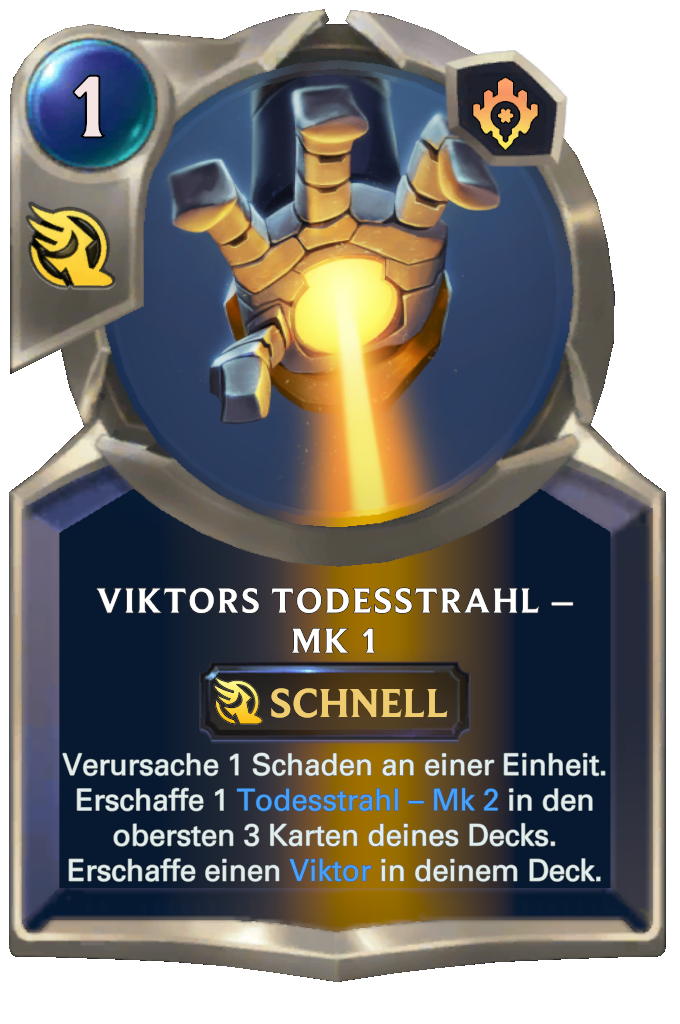 1
VIKTORS TODESSTRAHL –
MK 1
SCHNELL
Verursache 1 Schaden an einer Einheit.
Erschaffe 1 Todesstrahl – Mk 2 in den
obersten 3 Karten deines Decks.
Erschaffe einen Viktor in deinem Deck.